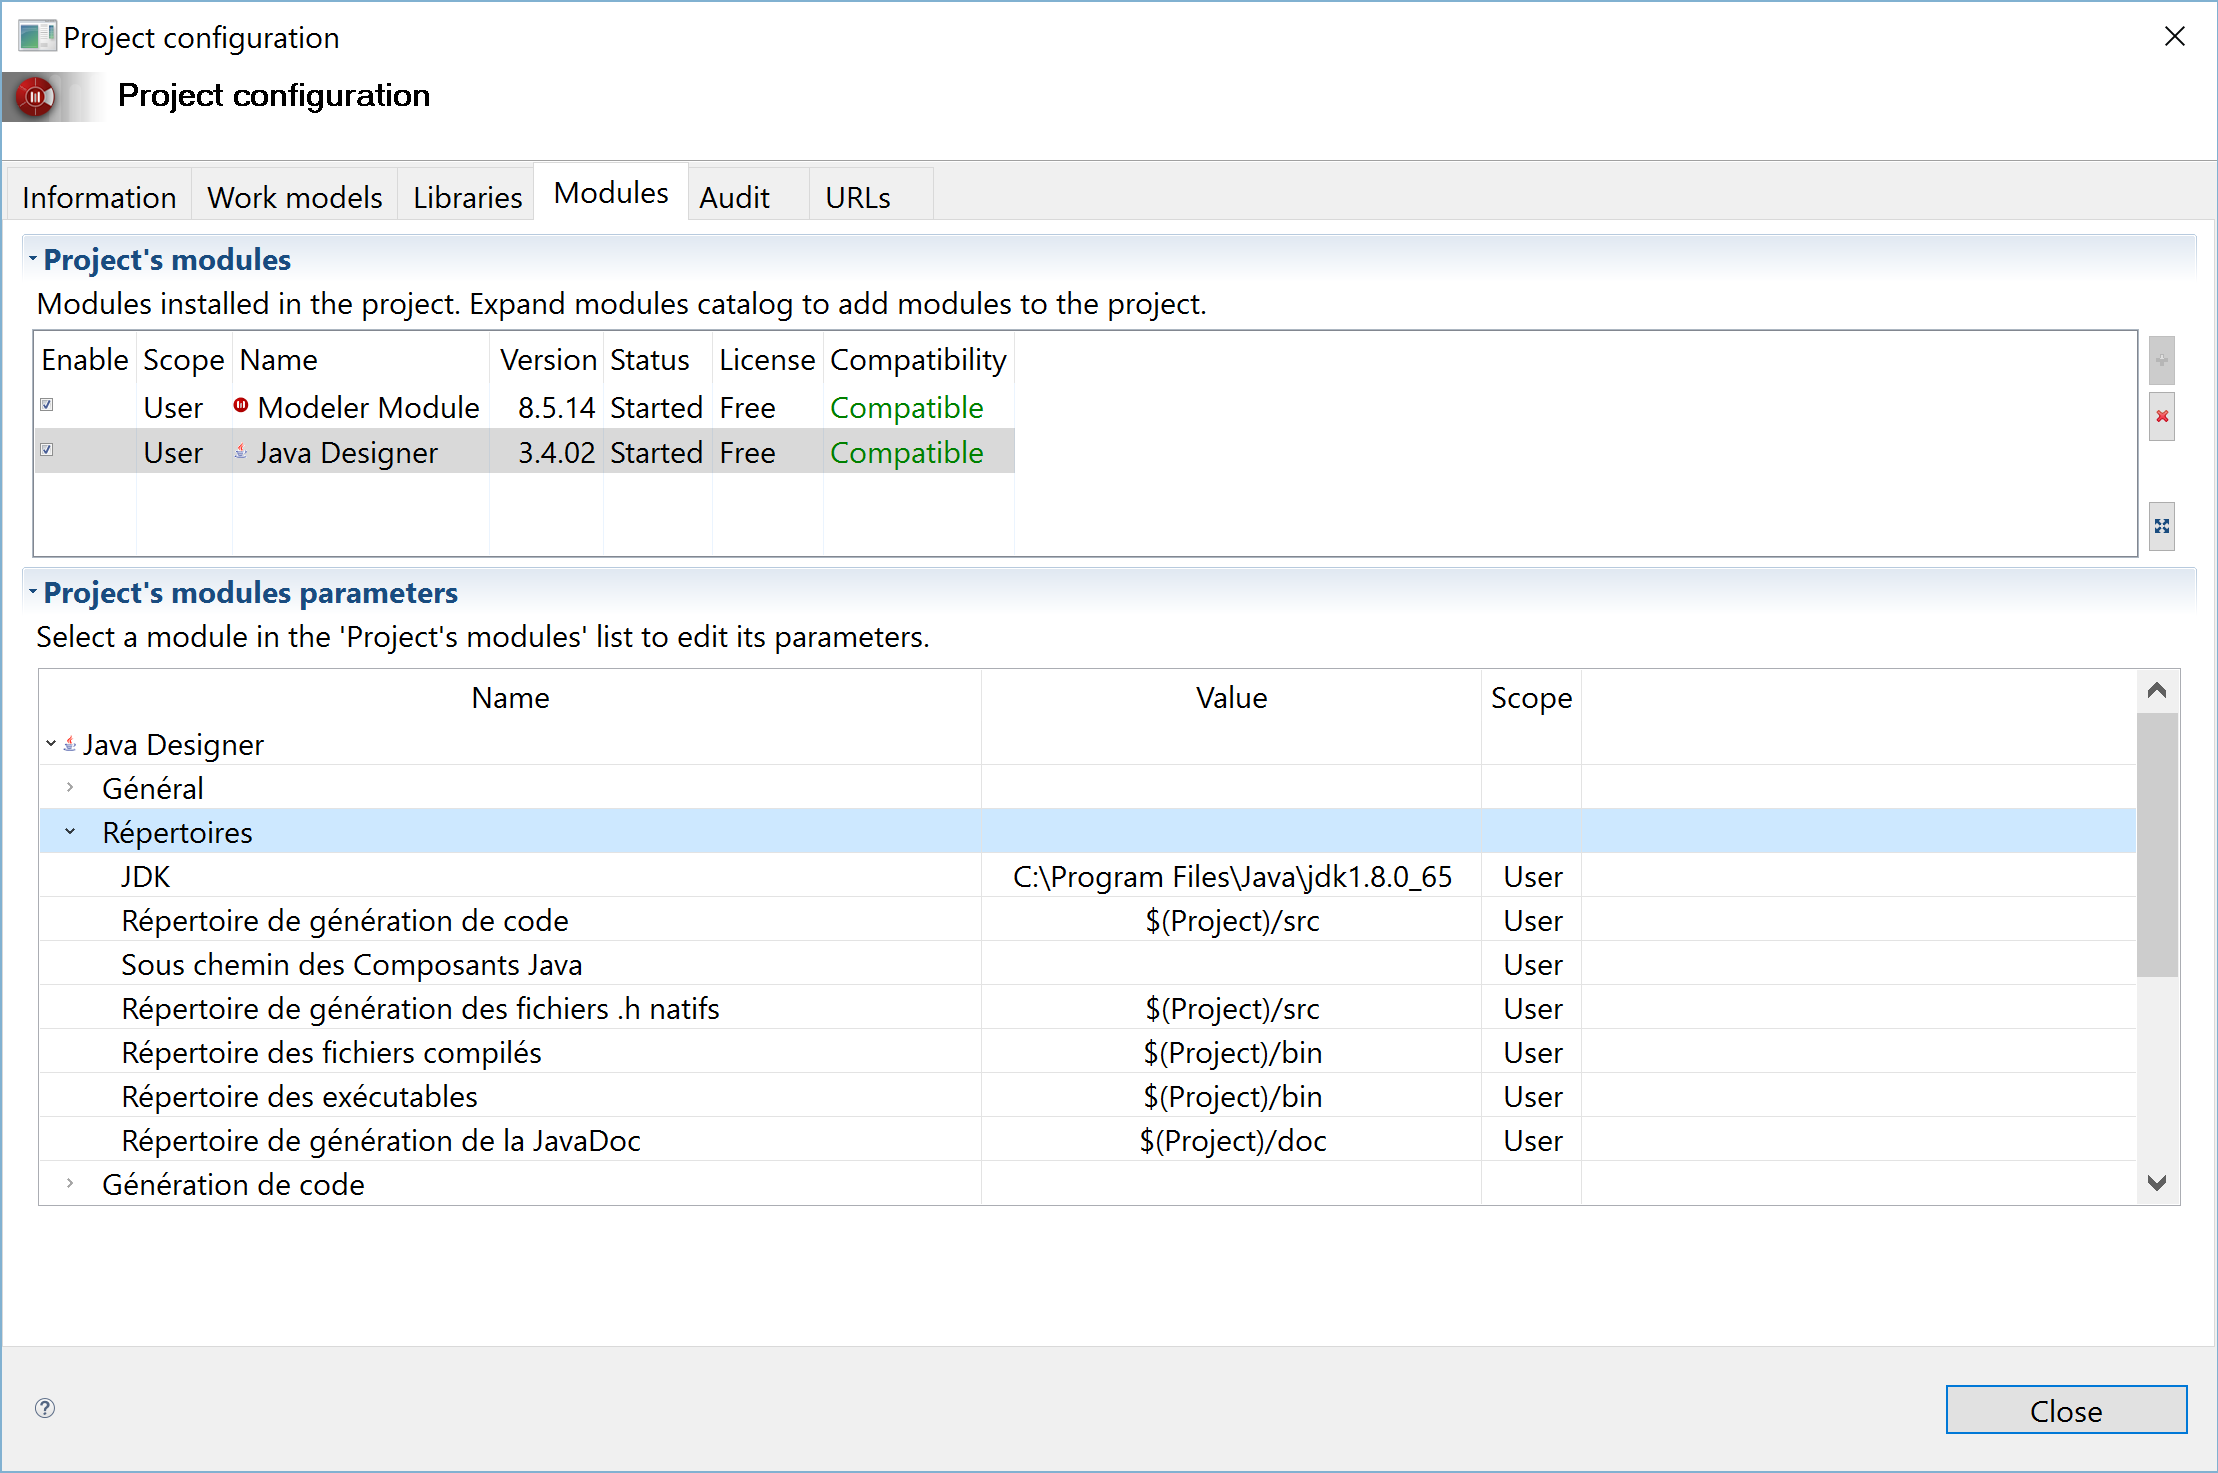 Project configuration
Project configuration
Information Work models Libraries Modules Audit URLs
Project's modules
Modules installed in the project. Expand modules catalog to add modules to the project.
Enable Scope Name Version Status License Compatibility
User Modeler Module 8.5.14 Started Free Compatible
User Java Designer 3.4.02 Started Free Compatible
Project's modules parameters
Select a module in the 'Project's modules' list to edit its parameters.
Name Value Scope
Java Designer
Général
Répertoires
JDK C:\Program Files\Java\jdk1.8.0_65 User
Répertoire de génération de code $(Project)/src User
Sous chemin des Composants Java User
Répertoire de génération des fichiers .h natifs $(Project)/src User
Répertoire des fichiers compilés $(Project)/bin User
Répertoire des exécutables $(Project)/bin User
Répertoire de génération de la JavaDoc $(Project)/doc User
Génération de code
Close